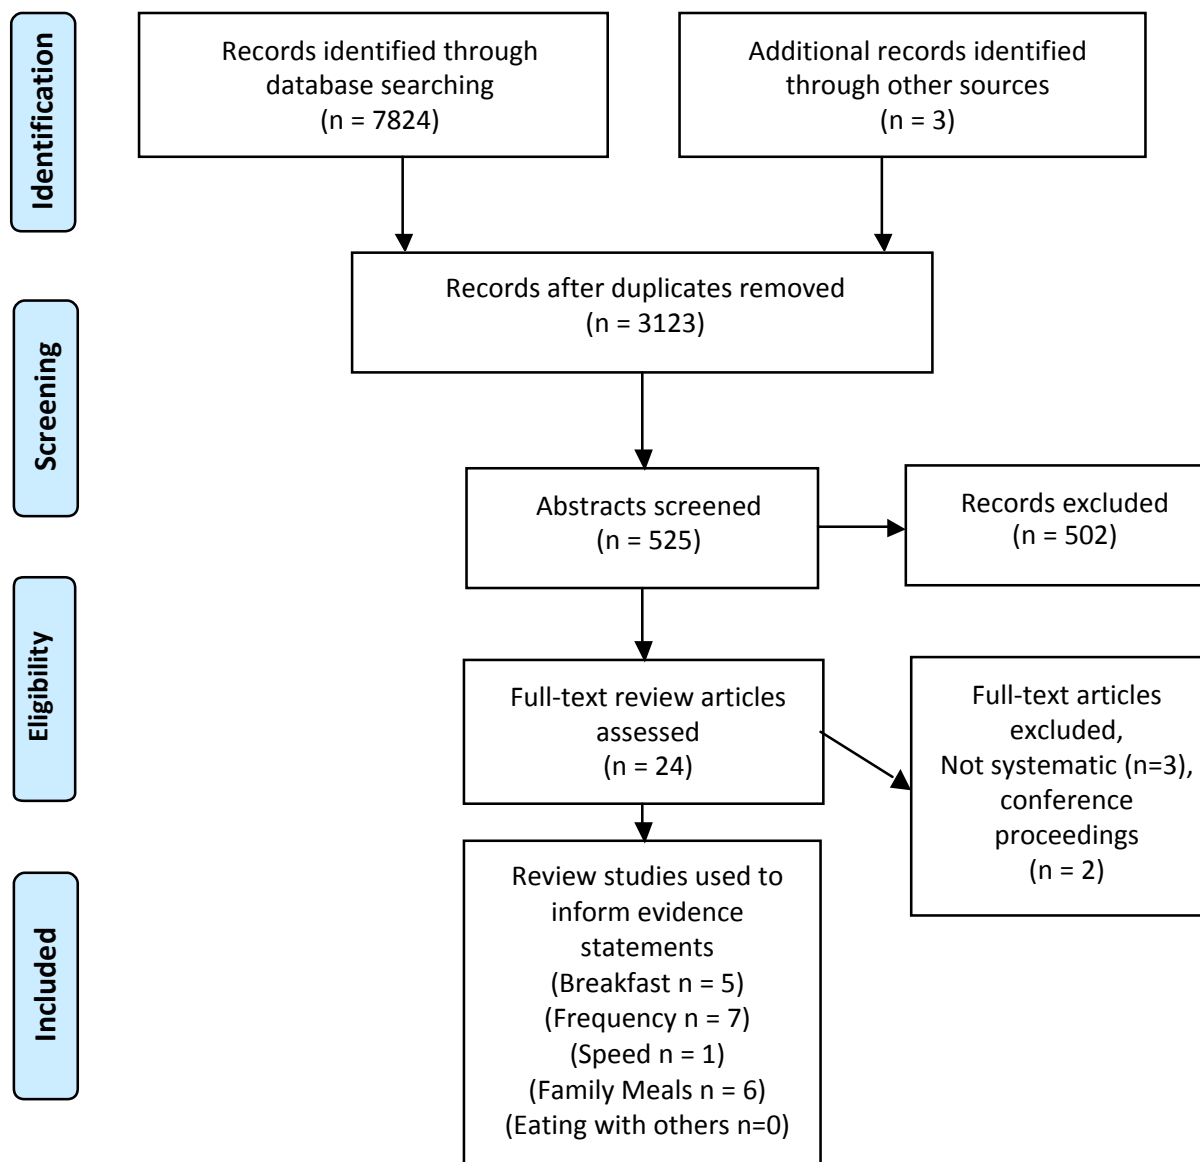 Identification
Records identified through
database searching
(n = 7824)
Additional records identified
through other sources
(n = 3)
Records after duplicates removed
(n = 3123)
Screening
Abstracts screened
(n = 525)
Records excluded
(n = 502)
Eligibility
Full-text review articles
assessed
(n = 24)
Full-text articles
excluded,
Not systematic (n=3),
conference
proceedings
(n = 2)
Included
Review studies used to
inform evidence
statements
(Breakfast n = 5)
(Frequency n = 7)
(Speed n = 1)
(Family Meals n = 6)
(Eating with others n=0)